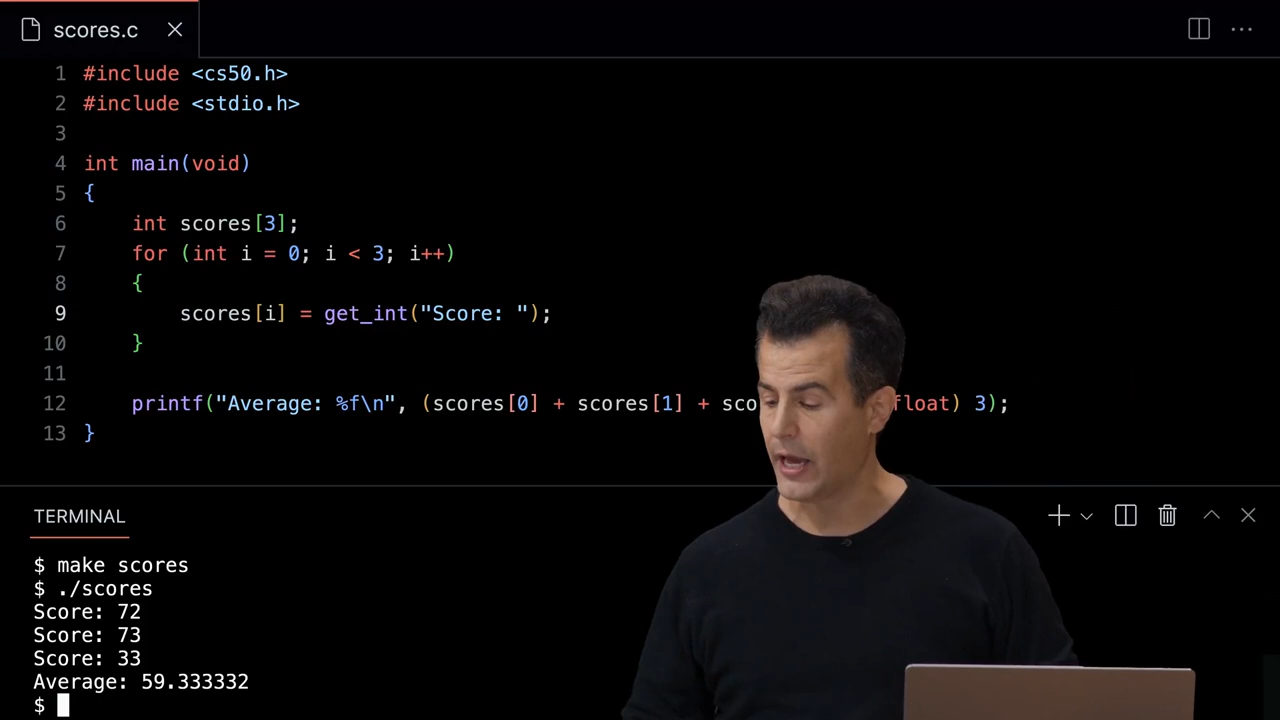 scores.c
1 #include <cs50.h>
2 #include <stdio.h>
3
4 int main(void)
5 {
6     int scores[3];
7     for (int i = 0; i < 3; i++)
8     {
9         scores[i] = get_int("Score: ");
10     }
11
12     printf("Average: %f\n", (scores[0] + scores[1] + float) 3);
13 }
TERMINAL
$ make scores
$ ./scores
Score: 72
Score: 73
Score: 33
Average: 59.333332
$